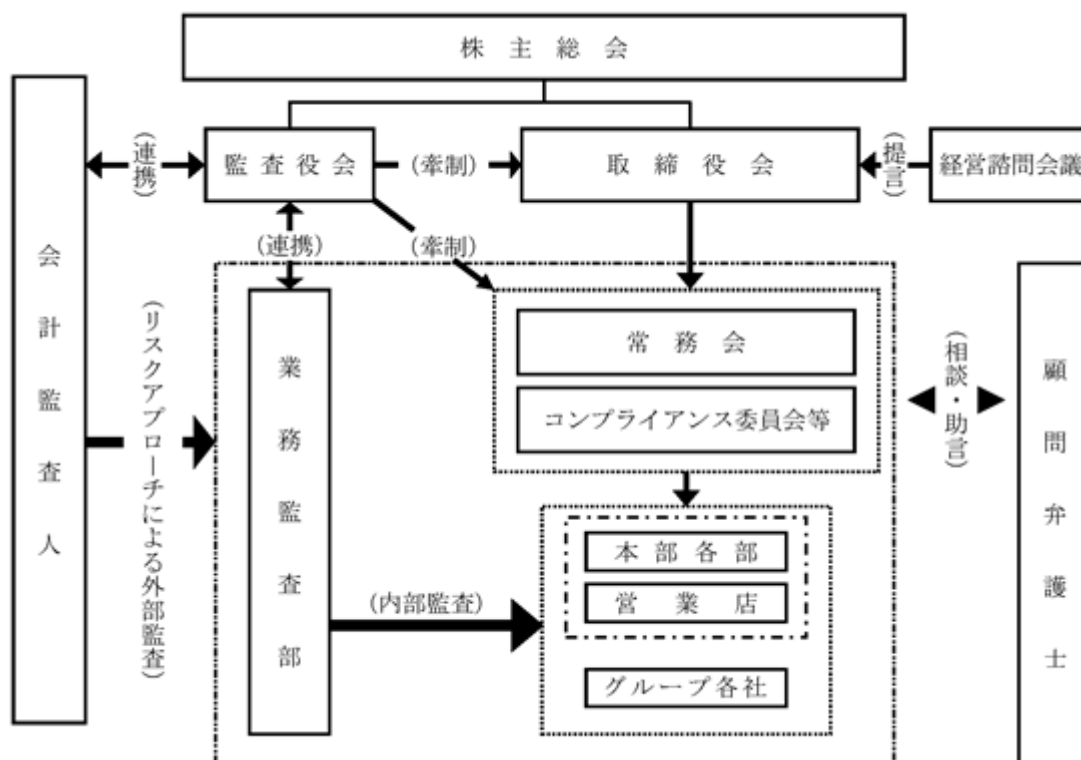 株主総会
(連携)
監査役会
(牽制)
取締役会
(提言)
経営諮問会議
(連携)
(牽制)
会計監査人
(リスクアプローチによる外部監査)
業務監査部
常務会
コンプライアンス委員会等
(相談・助言)
顧問弁護士
本部各部
営業店
(内部監査)
グループ各社